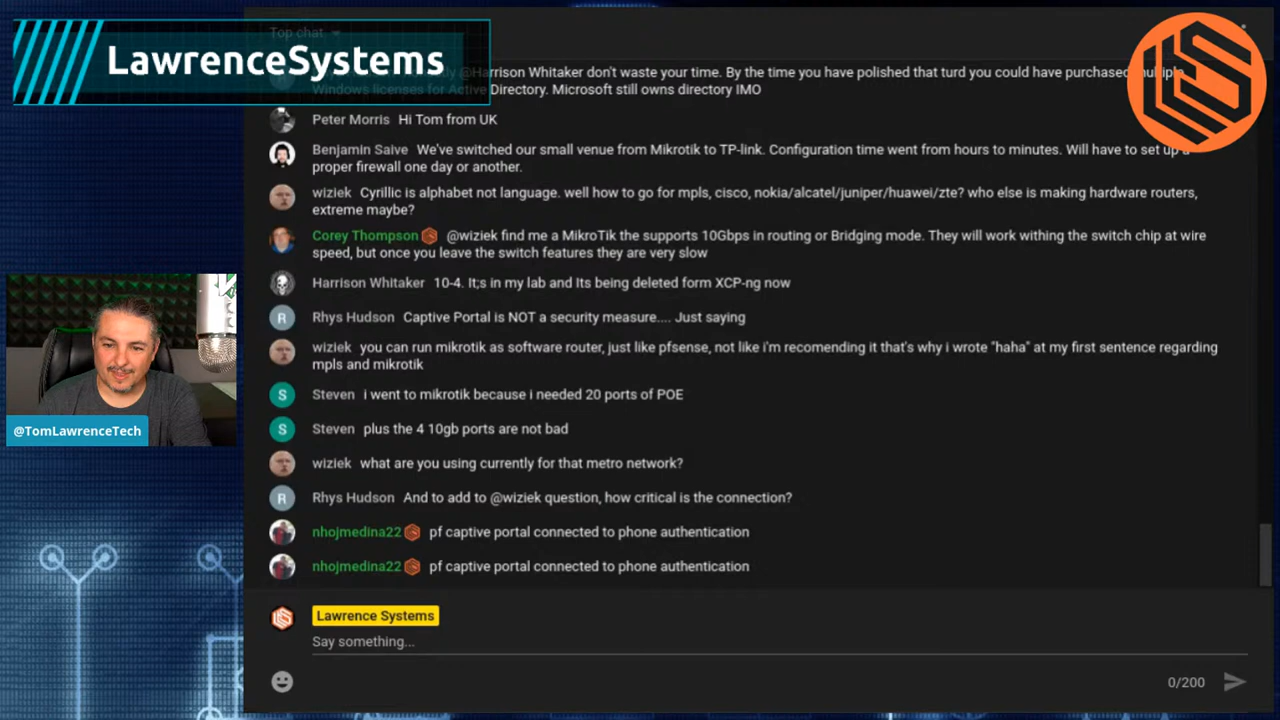 LawrenceSystems
Top chat
@Harrison Whitaker don't waste your time. By the time you have polished that turd you could have purchased multiple
Windows licenses for Active Directory. Microsoft still owns directory IMO
Peter Morris Hi Tom from UK
Benjamin Saive We've switched our small venue from Mikrotik to TP-link. Configuration time went from hours to minutes. Will have to set up a
proper firewall one day or another.
wiziek Cyrillic is alphabet not language. well how to go for mpls, cisco, nokia/alcatel/juniper/huawei/zte? who else is making hardware routers,
extreme maybe?
Corey Thompson @wiziek find me a MikroTik the supports 10Gbps in routing or Bridging mode. They will work withing the switch chip at wire
speed, but once you leave the switch features they are very slow
Harrison Whitaker 10-4. It;s in my lab and Its being deleted form XCP-ng now
R Rhys Hudson Captive Portal is NOT a security measure.... Just saying
wiziek you can run mikrotik as software router, just like pfsense, not like i'm recomending it that's why i wrote "haha" at my first sentence regarding
mpls and mikrotik
S Steven i went to mikrotik because i needed 20 ports of POE
S Steven plus the 4 10gb ports are not bad
wiziek what are you using currently for that metro network?
R Rhys Hudson And to add to @wiziek question, how critical is the connection?
nhojmedina22 pf captive portal connected to phone authentication
nhojmedina22 pf captive portal connected to phone authentication
Lawrence Systems
Say something...
0/200
@TomLawrenceTech